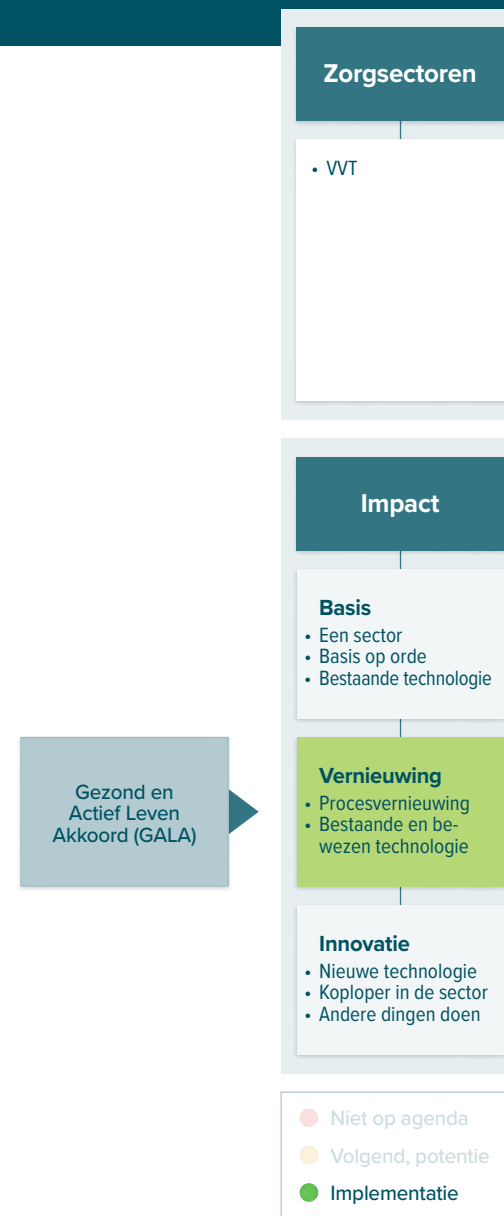 Zorgsectoren
• VVT
Impact
Basis
• Een sector
• Basis op orde
• Bestaande technologie
Gezond en
Actief Leven
Akkoord (GALA)
Vernieuwing
• Procesvernieuwing
• Bestaande en be-
wezen technologie
Innovatie
• Nieuwe technologie
• Koploper in de sector
• Andere dingen doen
Niet op agenda
Volgend, potentie
Implementatie